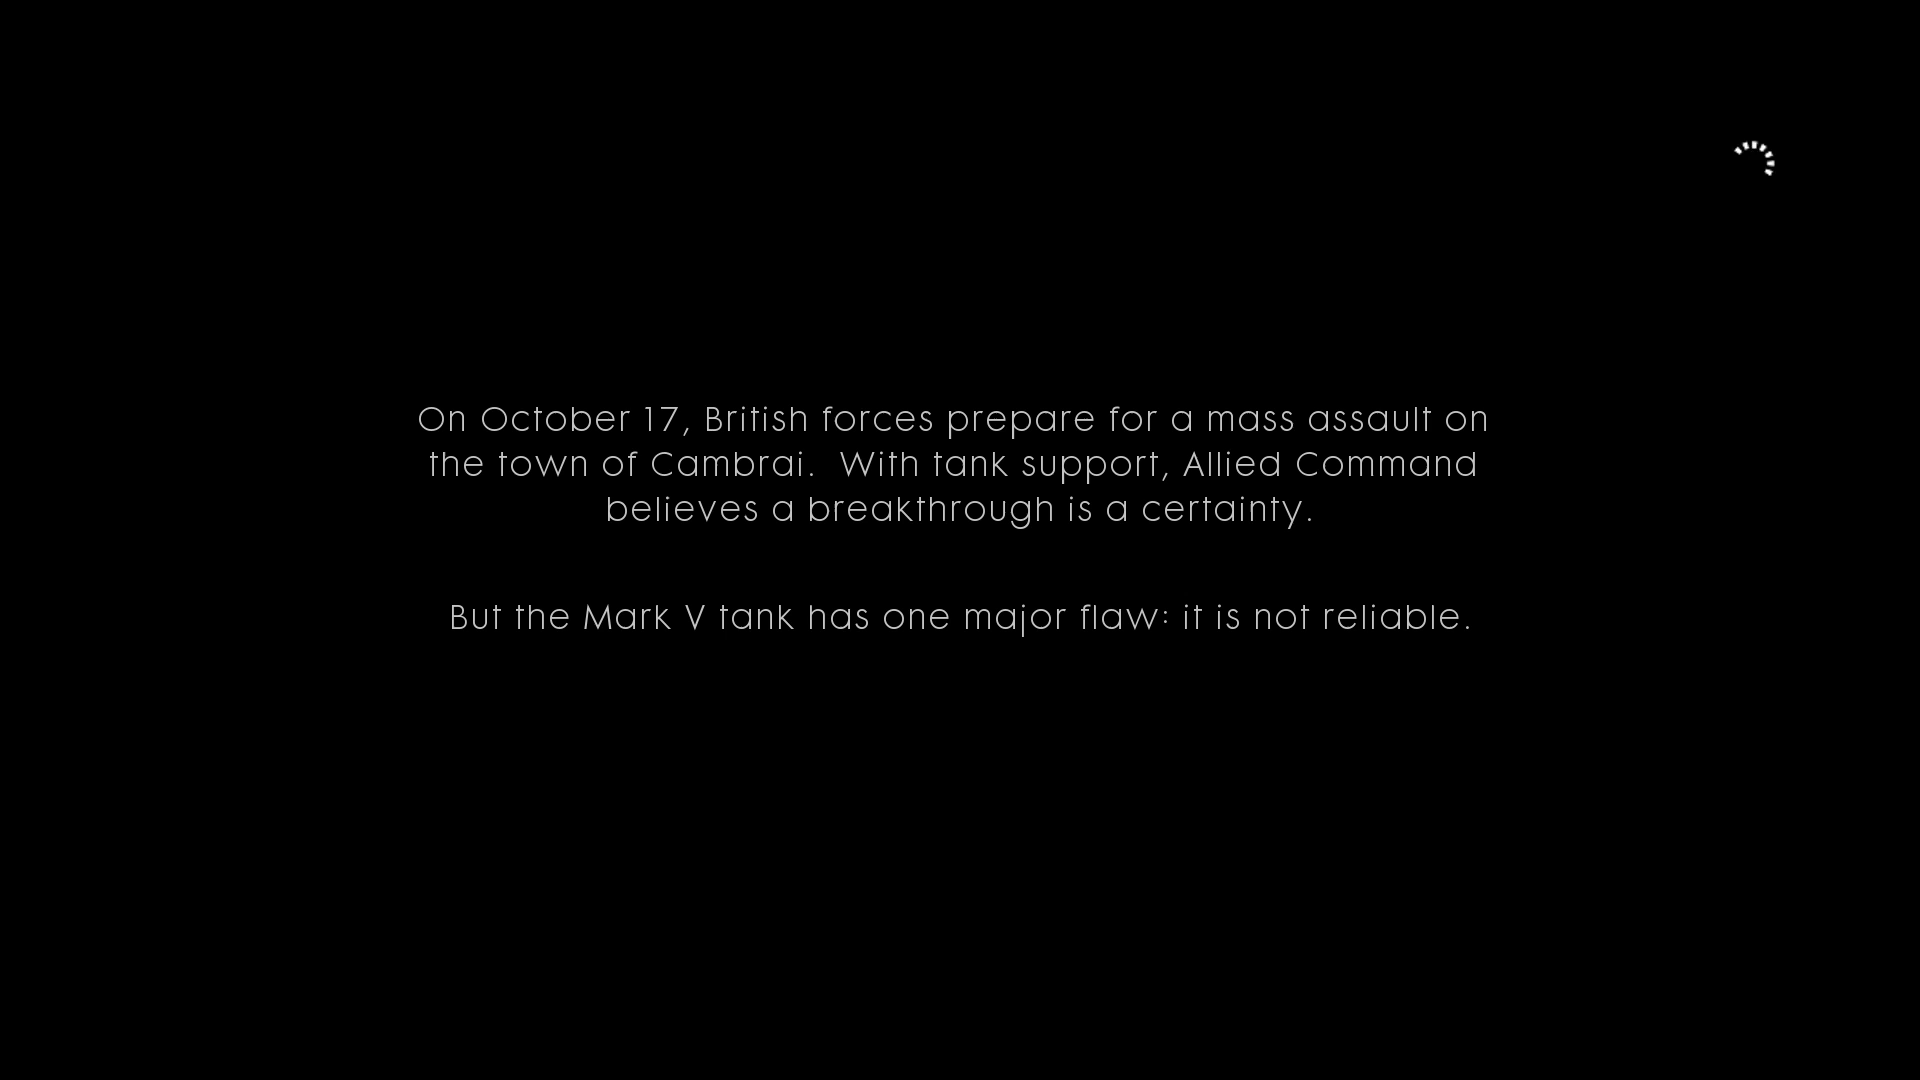 On October 17, British forces prepare for a mass assault on
the town of Cambrai.  With tank support, Allied Command
believes a breakthrough is a certainty.
But the Mark V tank has one major flaw: it is not reliable.